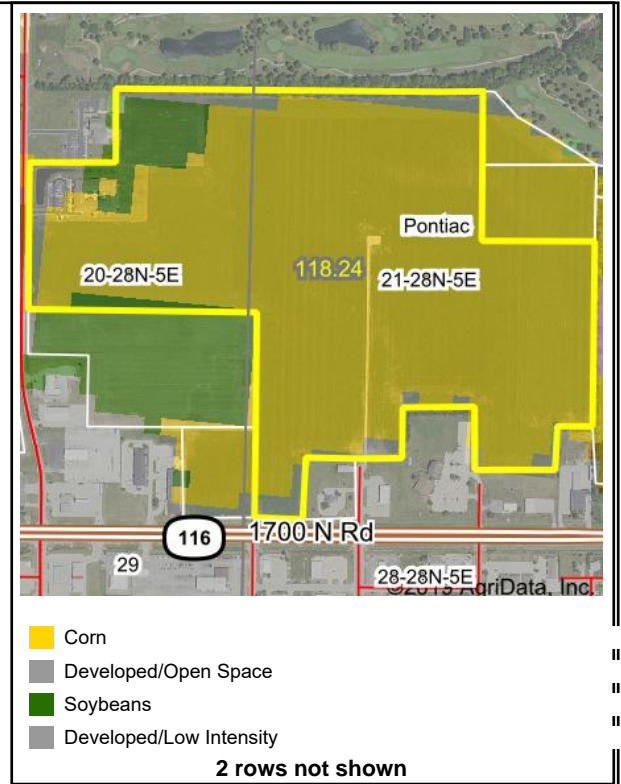 Pontiac
118.24
20-28N-5E
21-28N-5E
116
1700 N Rd
29
28-28N-5E
©2019 AgriData, Inc.
Corn
Developed/Open Space
Soybeans
Developed/Low Intensity
2 rows not shown